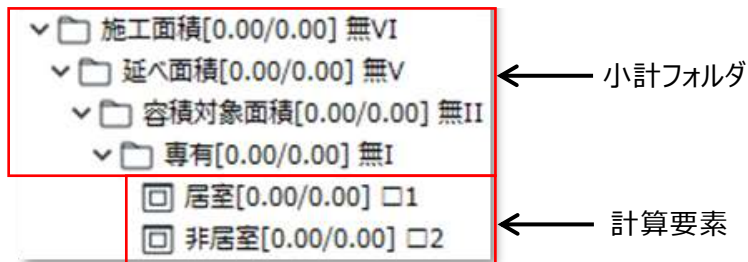 施工面積[0.00/0.00] 無VI
延べ面積[0.00/0.00] 無V
小計フォルダ
容積対象面積[0.00/0.00] 無II
専有[0.00/0.00] 無I
居室[0.00/0.00] □1
計算要素
非居室[0.00/0.00] □2